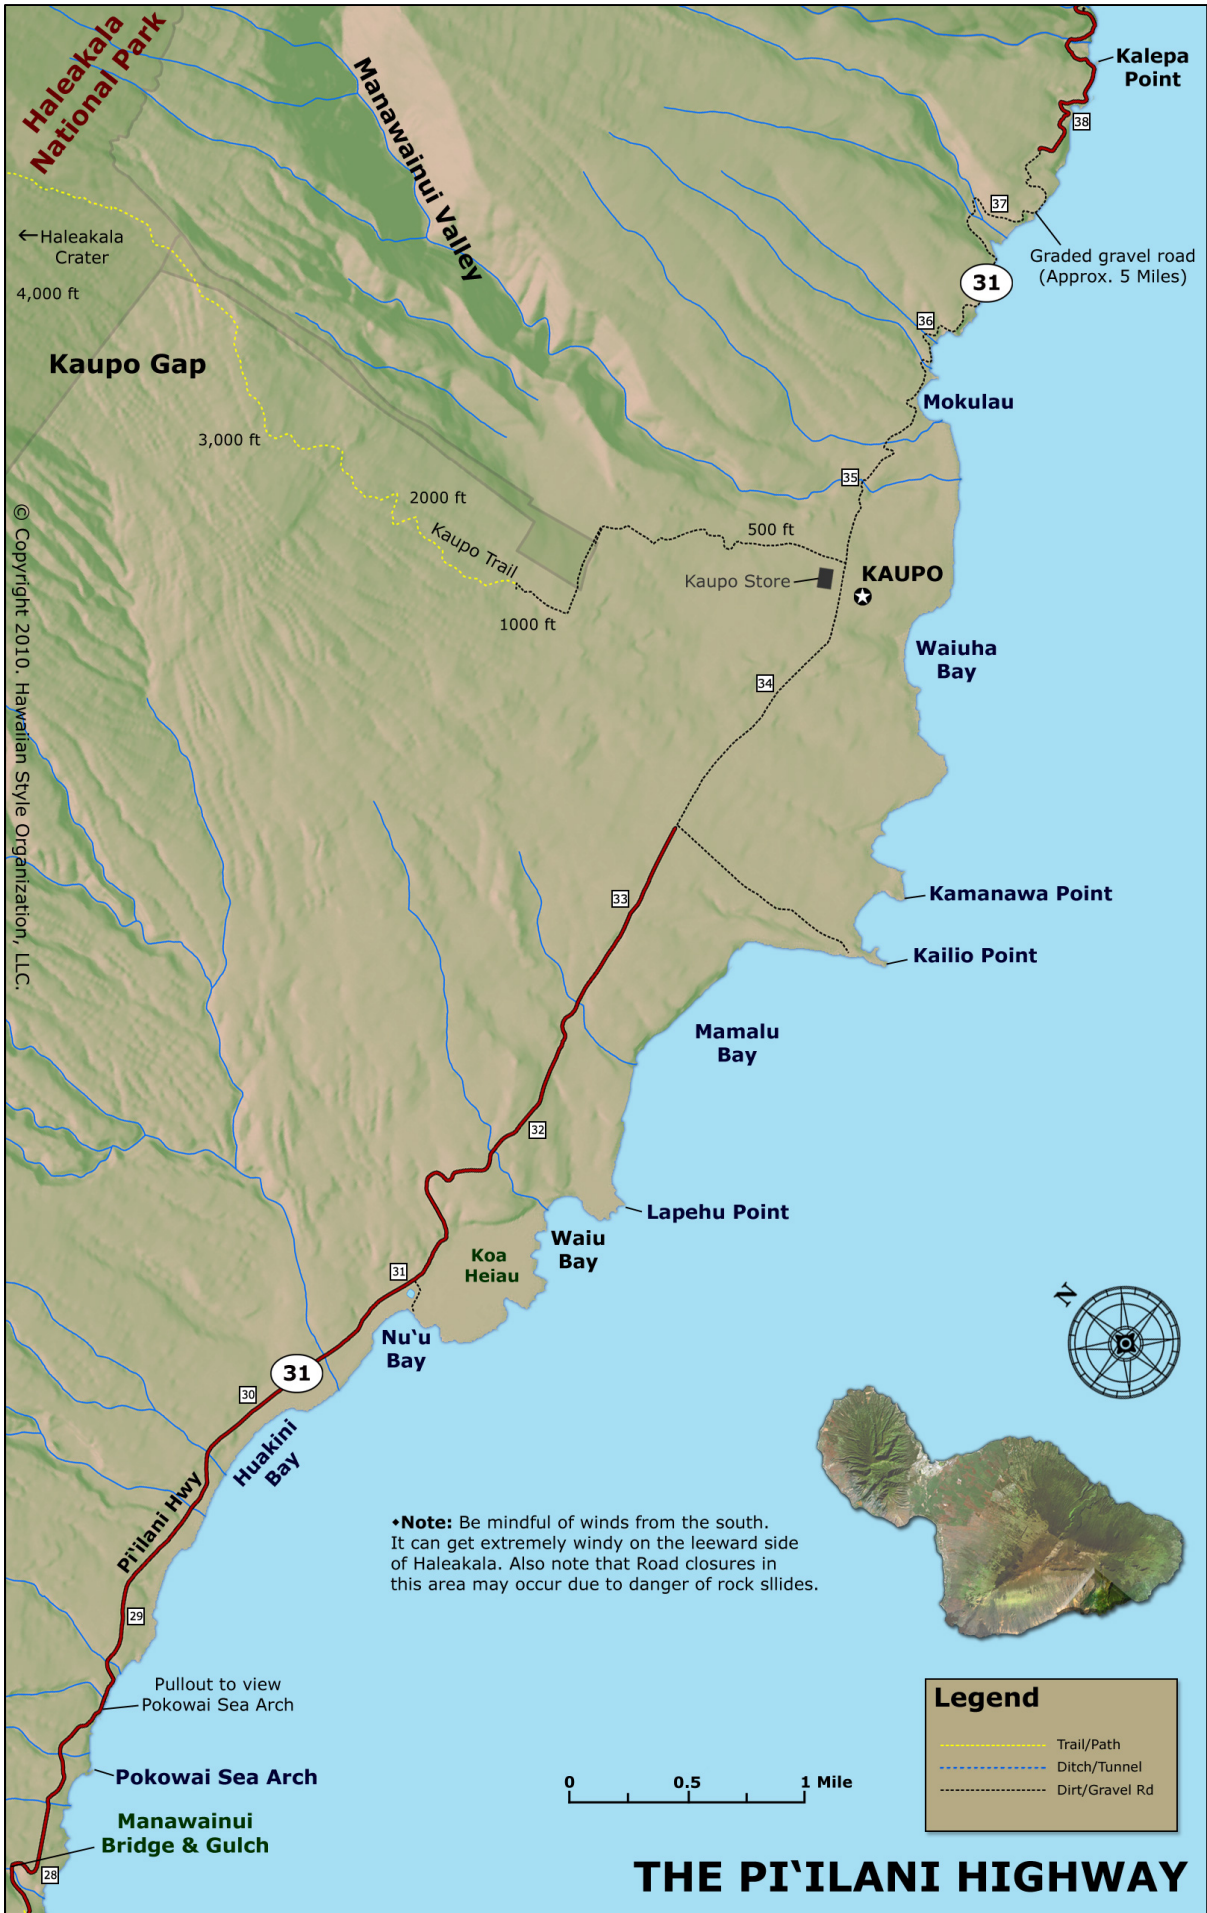 Haleakala
National Park
Manawainui Valley
Kalepa
Point
38
37
←Haleakala
Crater
4,000 ft
Graded gravel road
(Approx. 5 Miles)
31
36
Kaupo Gap
Mokulau
3,000 ft
35
2000 ft
Kaupo Trail
500 ft
Kaupo Store
KAUPO
1000 ft
Waiuha
Bay
34
© Copyright 2010. Hawaiian Style Organization, LLC.
33
Kamanawa Point
Kailio Point
Mamalu
Bay
32
Lapehu Point
Waiu
Bay
Koa
Heiau
31
Nu‘u
Bay
31
30
Huakini
Bay
Pi‘ilani Hwy
N
◆Note: Be mindful of winds from the south.
It can get extremely windy on the leeward side
of Haleakala. Also note that Road closures in
this area may occur due to danger of rock sllides.
29
Pullout to view
Pokowai Sea Arch
Pokowai Sea Arch
Manawainui
Bridge & Gulch
28
Legend
Trail/Path
Ditch/Tunnel
Dirt/Gravel Rd
0 0.5 1 Mile
THE PI‘ILANI HIGHWAY